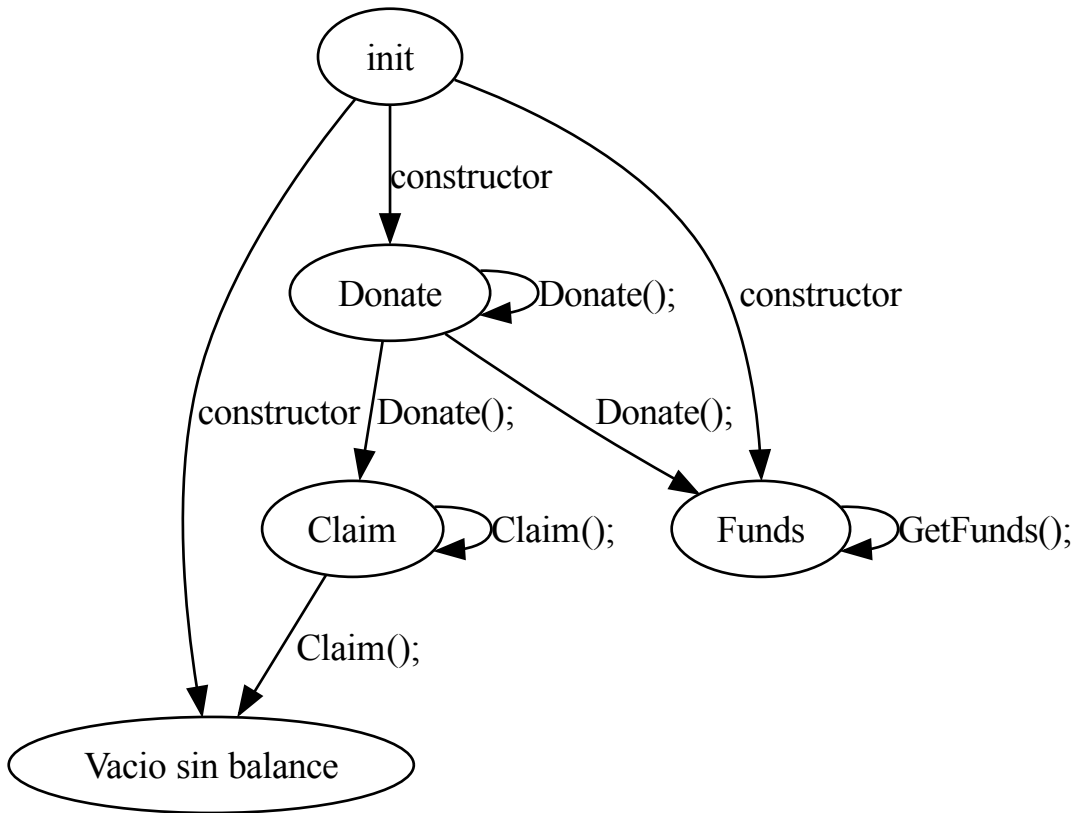 init
constructor
Donate
Donate();
constructor
constructor
Donate();
Donate();
Claim
Claim();
Funds
GetFunds();
Claim();
Vacio sin balance